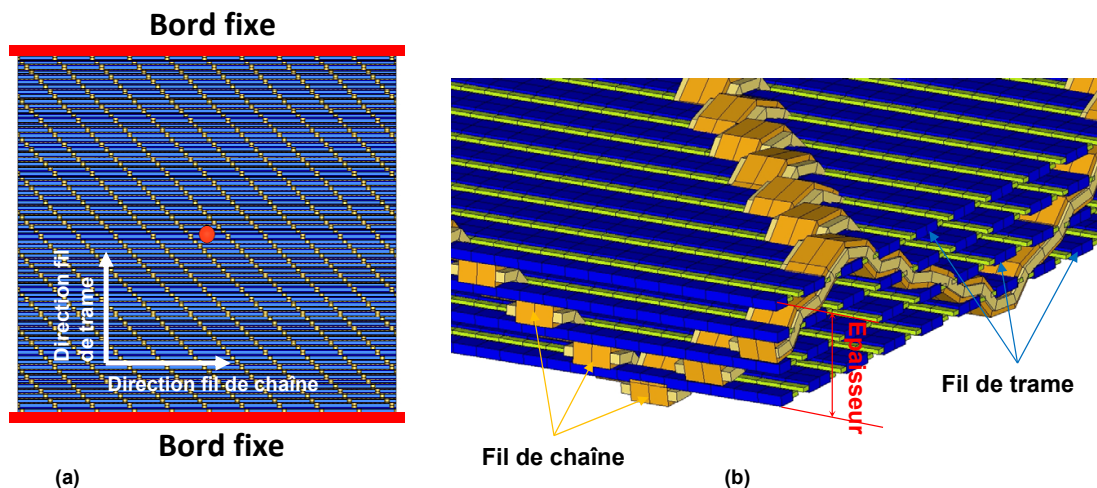 Bord fixe
Direction fil
de trame
Direction fil de chaîne
Bord fixe
(a)
Epaisseur
Fil de trame
Fil de chaîne
(b)